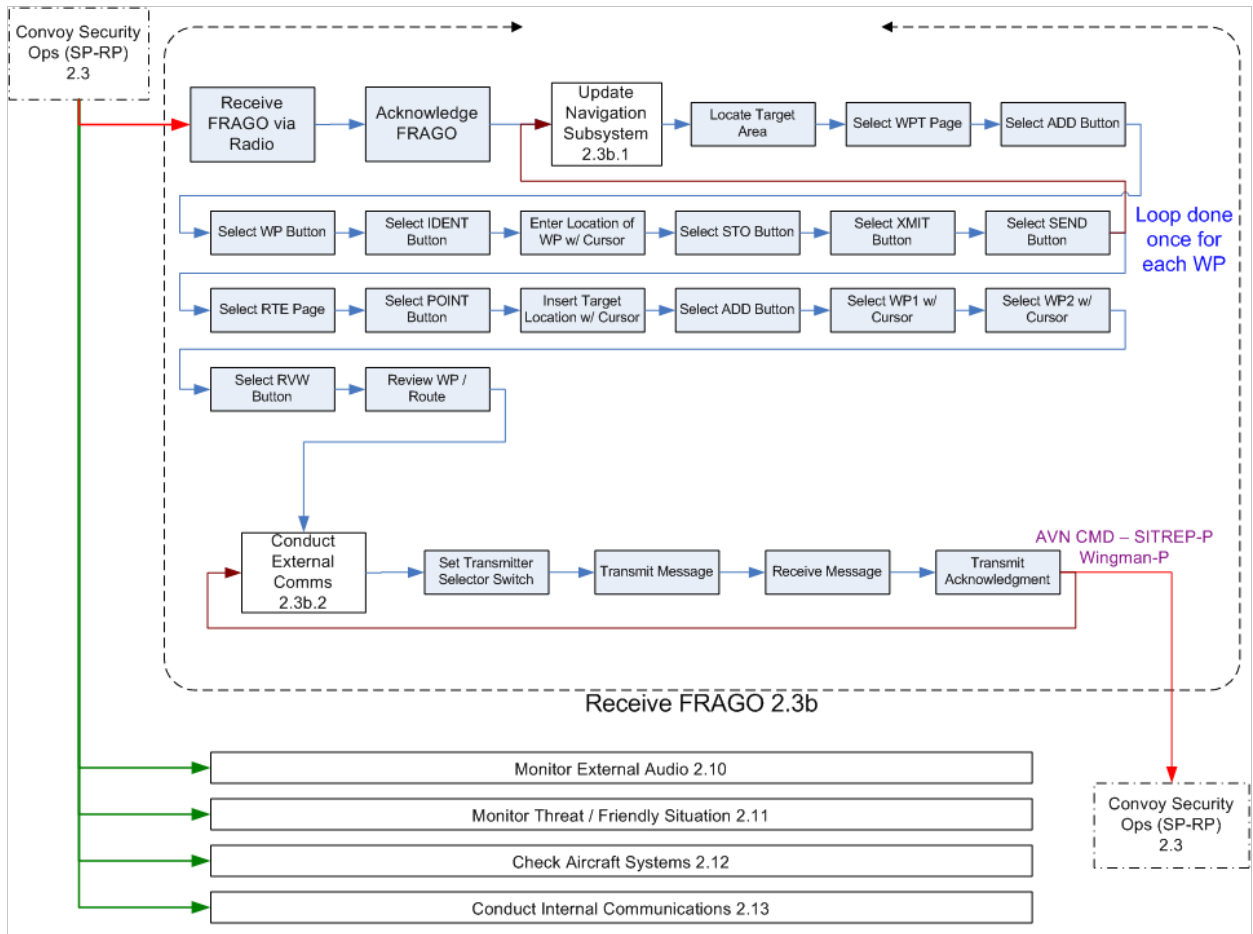 Convoy Security
Ops (SP-RP)
2.3
Receive
FRAGO via
Radio
Acknowledge
FRAGO
Update
Navigation
Subsystem
2.3b.1
Locate Target
Area
Select WPT Page
Select ADD Button
Select WP Button
Select IDENT
Button
Enter Location of
WP w/ Cursor
Select STO Button
Select XMIT
Button
Select SEND
Button
Loop done
once for
each WP
Select RTE Page
Select POINT
Button
Insert Target
Location w/ Cursor
Select ADD Button
Select WP1 w/
Cursor
Select WP2 w/
Cursor
Select RVW
Button
Review WP /
Route
Conduct
External
Comms
2.3b.2
Set Transmitter
Selector Switch
Transmit Message
Receive Message
Transmit
Acknowledgment
AVN CMD – SITREP-P
Wingman-P
Receive FRAGO 2.3b
Monitor External Audio 2.10
Monitor Threat / Friendly Situation 2.11
Check Aircraft Systems 2.12
Conduct Internal Communications 2.13
Convoy Security
Ops (SP-RP)
2.3